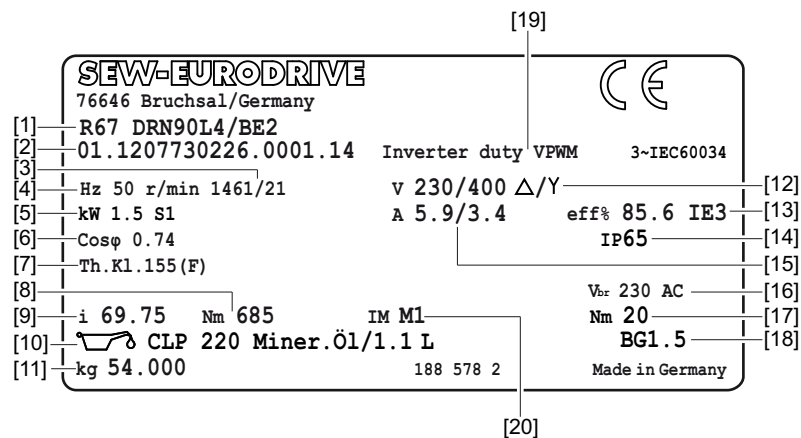 [19]
SEW-EURODRIVE CE
76646 Bruchsal/Germany
[1] R67 DRN90L4/BE2
[2] 01.1207730226.0001.14 Inverter duty VPWM 3~IEC60034
[3]
[4] Hz 50 r/min 1461/21 V 230/400 △/Y [12]
[5] kW 1.5 S1 A 5.9/3.4 eff% 85.6 IE3 [13]
[6] Cosφ 0.74 IP65 [14]
[7] Th.Kl.155(F) [15]
[8] Vbr 230 AC [16]
[9] i 69.75 Nm 685 IM M1 Nm 20 [17]
[10] CLP 220 Miner.Öl/1.1 L BG1.5 [18]
[11] kg 54.000 188 578 2 Made in Germany
[20]